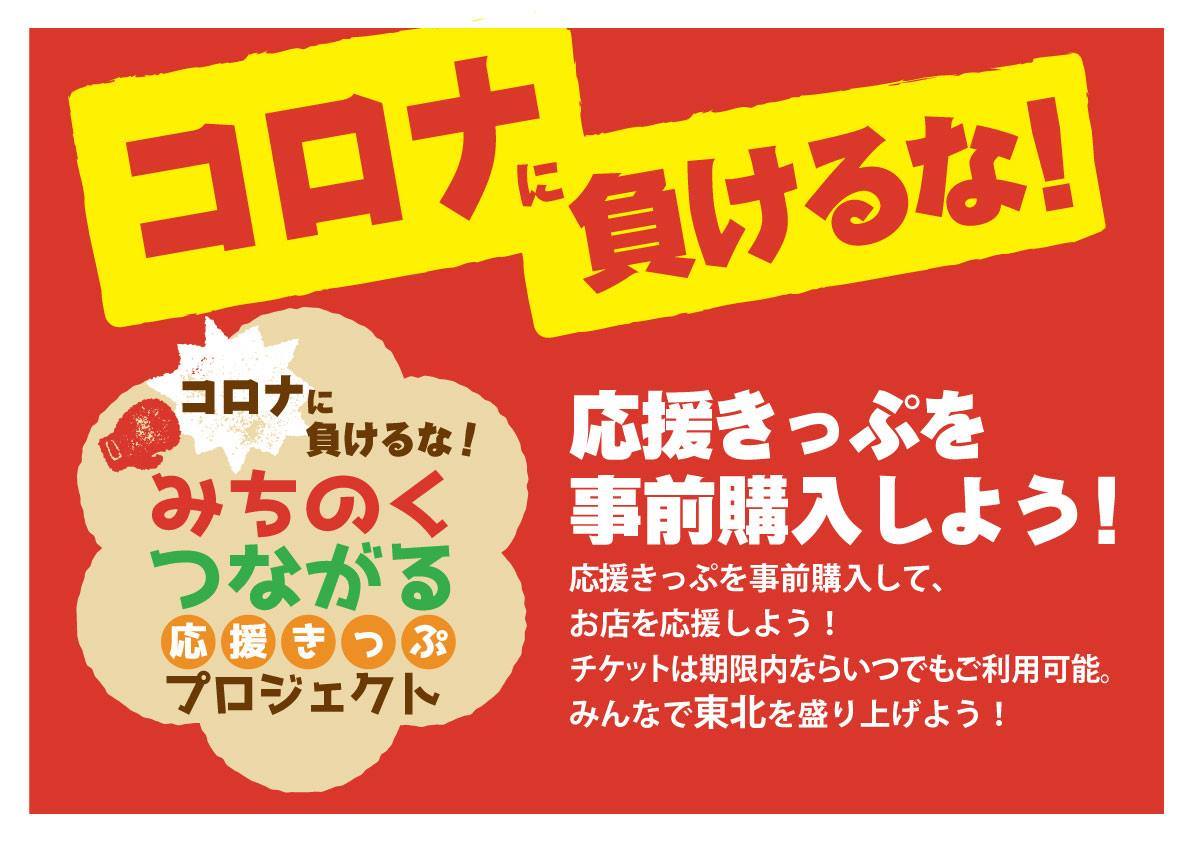 コロナに負けるな！
コロナに
負けるな！
みちのく
つながる
応援きっぷ
プロジェクト
応援きっぷを
事前購入しよう！
応援きっぷを事前購入して、
お店を応援しよう！
チケットは期限内ならいつでもご利用可能。
みんなで東北を盛り上げよう！